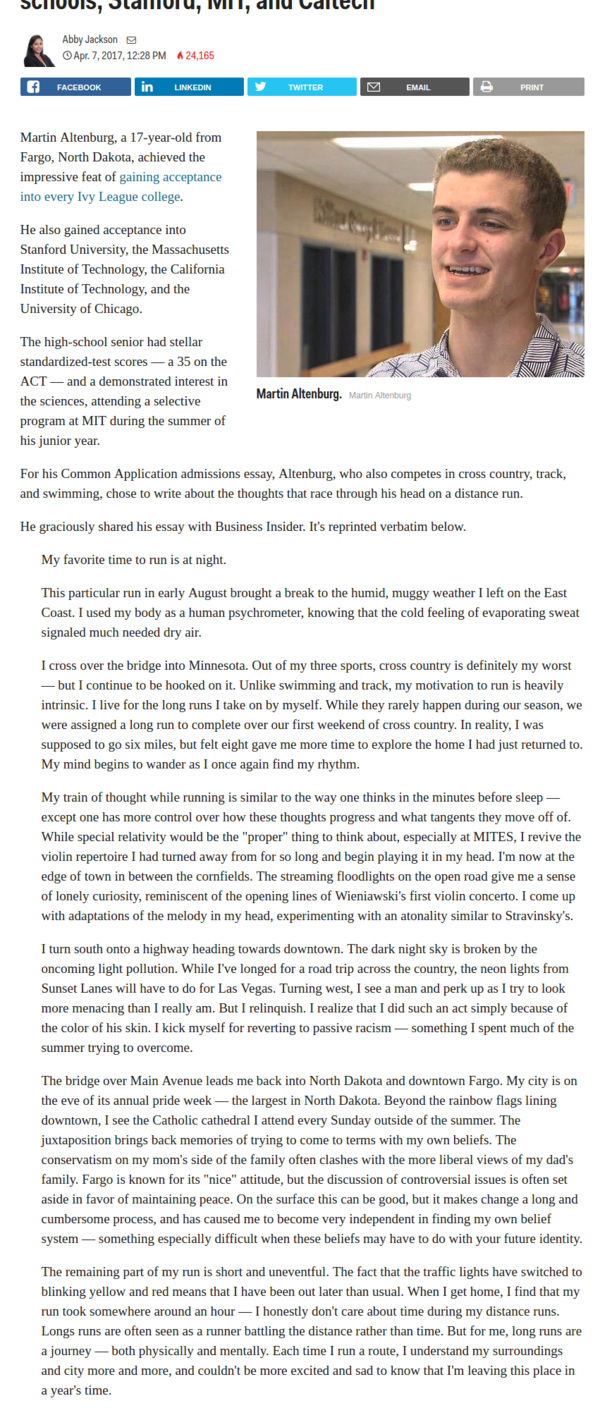 schools, Stanford, MIT, and Caltech
Abby Jackson
Apr. 7, 2017, 12:28 PM 24,165
FACEBOOK
LINKEDIN
TWITTER
EMAIL
PRINT
Martin Altenburg, a 17-year-old from
Fargo, North Dakota, achieved the
impressive feat of gaining acceptance
into every Ivy League college.
He also gained acceptance into
Stanford University, the Massachusetts
Institute of Technology, the California
Institute of Technology, and the
University of Chicago.
The high-school senior had stellar
standardized-test scores — a 35 on the
ACT — and a demonstrated interest in
the sciences, attending a selective
program at MIT during the summer of
his junior year.
Martin Altenburg. Martin Altenburg
For his Common Application admissions essay, Altenburg, who also competes in cross country, track,
and swimming, chose to write about the thoughts that race through his head on a distance run.
He graciously shared his essay with Business Insider. It's reprinted verbatim below.
My favorite time to run is at night.
This particular run in early August brought a break to the humid, muggy weather I left on the East
Coast. I used my body as a human psychrometer, knowing that the cold feeling of evaporating sweat
signaled much needed dry air.
I cross over the bridge into Minnesota. Out of my three sports, cross country is definitely my worst
— but I continue to be hooked on it. Unlike swimming and track, my motivation to run is heavily
intrinsic. I live for the long runs I take on by myself. While they rarely happen during our season, we
were assigned a long run to complete over our first weekend of cross country. In reality, I was
supposed to go six miles, but felt eight gave me more time to explore the home I had just returned to.
My mind begins to wander as I once again find my rhythm.
My train of thought while running is similar to the way one thinks in the minutes before sleep —
except one has more control over how these thoughts progress and what tangents they move off of.
While special relativity would be the "proper" thing to think about, especially at MITES, I revive the
violin repertoire I had turned away from for so long and begin playing it in my head. I'm now at the
edge of town in between the cornfields. The streaming floodlights on the open road give me a sense
of lonely curiosity, reminiscent of the opening lines of Wieniawski's first violin concerto. I come up
with adaptations of the melody in my head, experimenting with an atonality similar to Stravinsky's.
I turn south onto a highway heading towards downtown. The dark night sky is broken by the
oncoming light pollution. While I've longed for a road trip across the country, the neon lights from
Sunset Lanes will have to do for Las Vegas. Turning west, I see a man and perk up as I try to look
more menacing than I really am. But I relinquish. I realize that I did such an act simply because of
the color of his skin. I kick myself for reverting to passive racism — something I spent much of the
summer trying to overcome.
The bridge over Main Avenue leads me back into North Dakota and downtown Fargo. My city is on
the eve of its annual pride week — the largest in North Dakota. Beyond the rainbow flags lining
downtown, I see the Catholic cathedral I attend every Sunday outside of the summer. The
juxtaposition brings back memories of trying to come to terms with my own beliefs. The
conservatism on my mom's side of the family often clashes with the more liberal views of my dad's
family. Fargo is known for its "nice" attitude, but the discussion of controversial issues is often set
aside in favor of maintaining peace. On the surface this can be good, but it makes change a long and
cumbersome process, and has caused me to become very independent in finding my own belief
system — something especially difficult when these beliefs may have to do with your future identity.
The remaining part of my run is short and uneventful. The fact that the traffic lights have switched to
blinking yellow and red means that I have been out later than usual. When I get home, I find that my
run took somewhere around an hour — I honestly don't care about time during my distance runs.
Longs runs are often seen as a runner battling the distance rather than time. But for me, long runs are
a journey — both physically and mentally. Each time I run a route, I understand my surroundings
and city more and more, and couldn't be more excited and sad to know that I'm leaving this place in
a year's time.